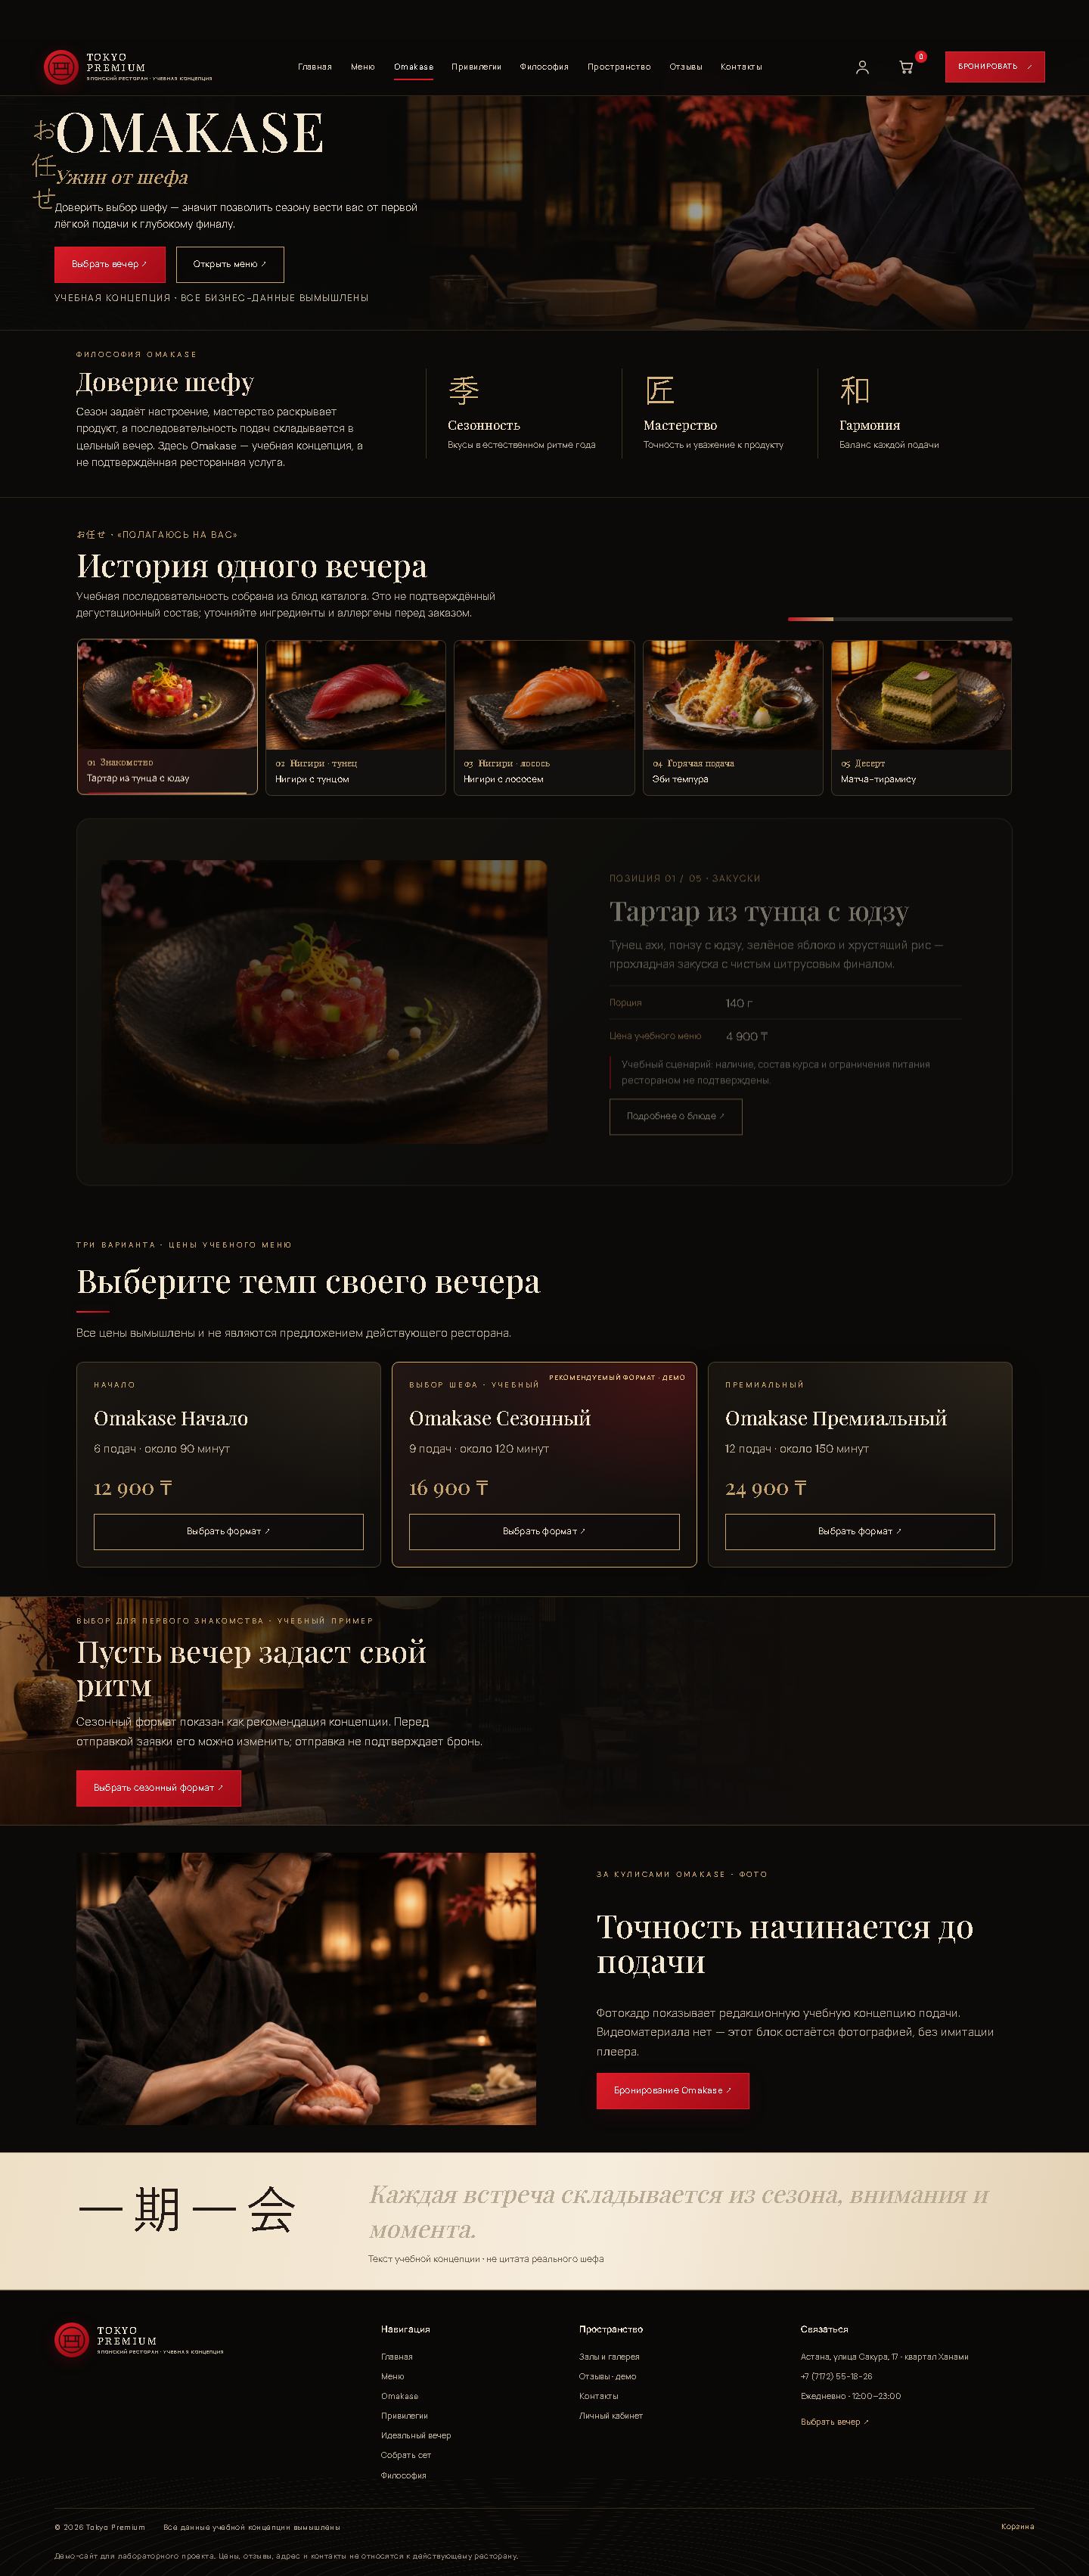 TOKYO
PREMIUM
ЯПОНСКИЙ РЕСТОРАН · УЧЕБНАЯ КОНЦЕПЦИЯ
Главная
Меню
Omakase
Привилегии
Философия
Пространство
Отзывы
Контакты
0
БРОНИРОВАТЬ ↗
お任せ
OMAKASE
Ужин от шефа
Доверить выбор шефу — значит позволить сезону вести вас от первой
лёгкой подачи к глубокому финалу.
Выбрать вечер ↗
Открыть меню ↗
УЧЕБНАЯ КОНЦЕПЦИЯ · ВСЕ БИЗНЕС-ДАННЫЕ ВЫМЫШЛЕНЫ
ФИЛОСОФИЯ OMAKASE
Доверие шефу
Сезон задаёт настроение, мастерство раскрывает
продукт, а последовательность подач складывается в
цельный вечер. Здесь Omakase — учебная концепция, а
не подтверждённая ресторанная услуга.
季
Сезонность
Вкусы в естественном ритме года
匠
Мастерство
Точность и уважение к продукту
和
Гармония
Баланс каждой подачи
お任せ · «ПОЛАГАЮСЬ НА ВАС»
История одного вечера
Учебная последовательность собрана из блюд каталога. Это не подтверждённый
дегустационный состав; уточняйте ингредиенты и аллергены перед заказом.
01 Знакомство
Тартар из тунца с юдзу
02 Нигири · тунец
Нигири с тунцом
03 Нигири · лосось
Нигири с лососем
04 Горячая подача
Эби темпура
05 Десерт
Матча-тирамису
ПОЗИЦИЯ 01 / 05 · ЗАКУСКИ
Тартар из тунца с юдзу
Тунец ахи, понзу с юдзу, зелёное яблоко и хрустящий рис —
прохладная закуска с чистым цитрусовым финалом.
Порция 140 г
Цена учебного меню 4 900 ₸
Учебный сценарий: наличие, состав курса и ограничения питания
рестораном не подтверждены.
Подробнее о блюде ↗
ТРИ ВАРИАНТА · ЦЕНЫ УЧЕБНОГО МЕНЮ
Выберите темп своего вечера
Все цены вымышлены и не являются предложением действующего ресторана.
НАЧАЛО
Omakase Начало
6 подач · около 90 минут
12 900 ₸
Выбрать формат ↗
РЕКОМЕНДУЕМЫЙ ФОРМАТ · ДЕМО
ВЫБОР ШЕФА · УЧЕБНЫЙ
Omakase Сезонный
9 подач · около 120 минут
16 900 ₸
Выбрать формат ↗
ПРЕМИАЛЬНЫЙ
Omakase Премиальный
12 подач · около 150 минут
24 900 ₸
Выбрать формат ↗
ВЫБОР ДЛЯ ПЕРВОГО ЗНАКОМСТВА · УЧЕБНЫЙ ПРИМЕР
Пусть вечер задаст свой
ритм
Сезонный формат показан как рекомендация концепции. Перед
отправкой заявки его можно изменить; отправка не подтверждает бронь.
Выбрать сезонный формат ↗
ЗА КУЛИСАМИ OMAKASE · ФОТО
Точность начинается до
подачи
Фотокадр показывает редакционную учебную концепцию подачи.
Видеоматериала нет — этот блок остаётся фотографией, без имитации
плеера.
Бронирование Omakase ↗
一期一会
Каждая встреча складывается из сезона, внимания и
момента.
Текст учебной концепции · не цитата реального шефа
TOKYO
PREMIUM
ЯПОНСКИЙ РЕСТОРАН · УЧЕБНАЯ КОНЦЕПЦИЯ
Навигация
Главная
Меню
Omakase
Привилегии
Идеальный вечер
Собрать сет
Философия
Пространство
Залы и галерея
Отзывы · демо
Контакты
Личный кабинет
Связаться
Астана, улица Сакура, 17 · квартал Ханами
+7 (7172) 55-18-26
Ежедневно · 12:00–23:00
Выбрать вечер ↗
© 2026 Tokyo Premium
Все данные учебной концепции вымышлены
Корзина
Демо-сайт для лабораторного проекта. Цены, отзывы, адрес и контакты не относятся к действующему ресторану.